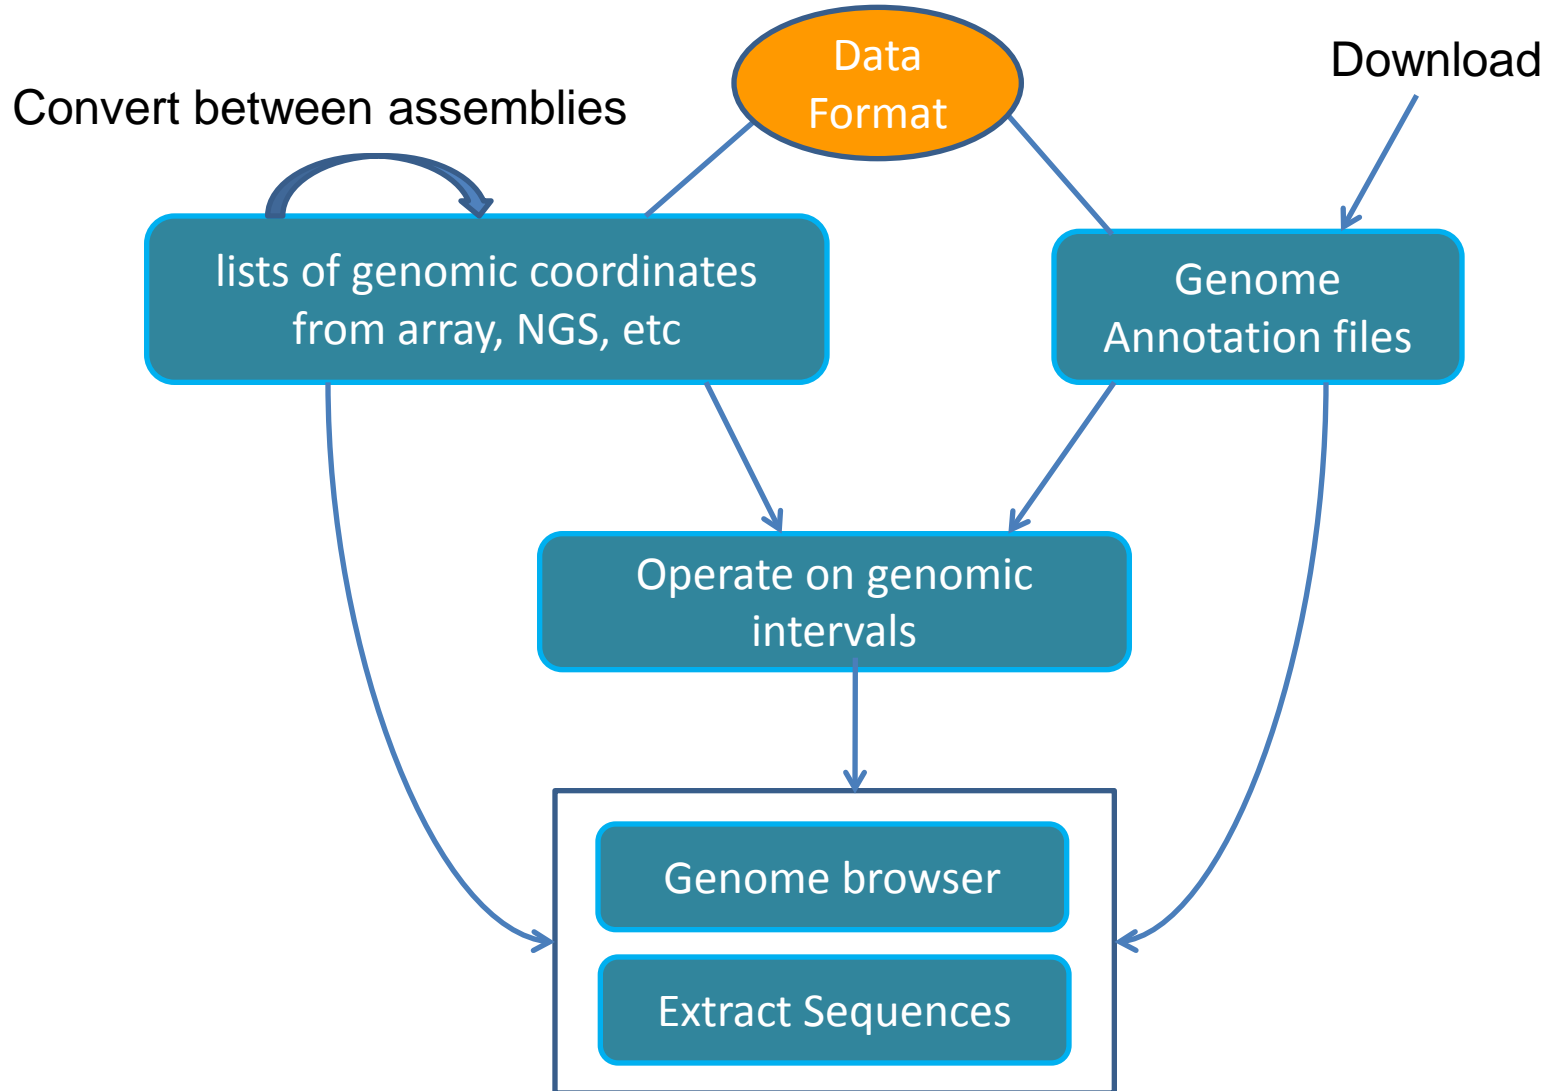 Data
Format
Download
Convert between assemblies
lists of genomic coordinates
from array, NGS, etc
Genome
Annotation files
Operate on genomic
intervals
Genome browser
Extract Sequences